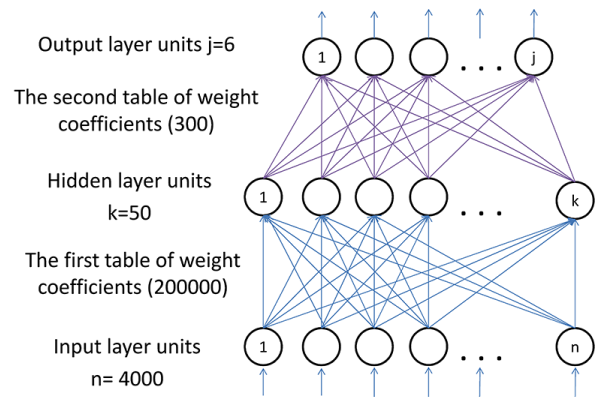 Output layer units j=6
1
j
. . .
The second table of weight
coefficients (300)
Hidden layer units
k=50
1
k
. . .
The first table of weight
coefficients (200000)
Input layer units
n= 4000
1
n
. . .